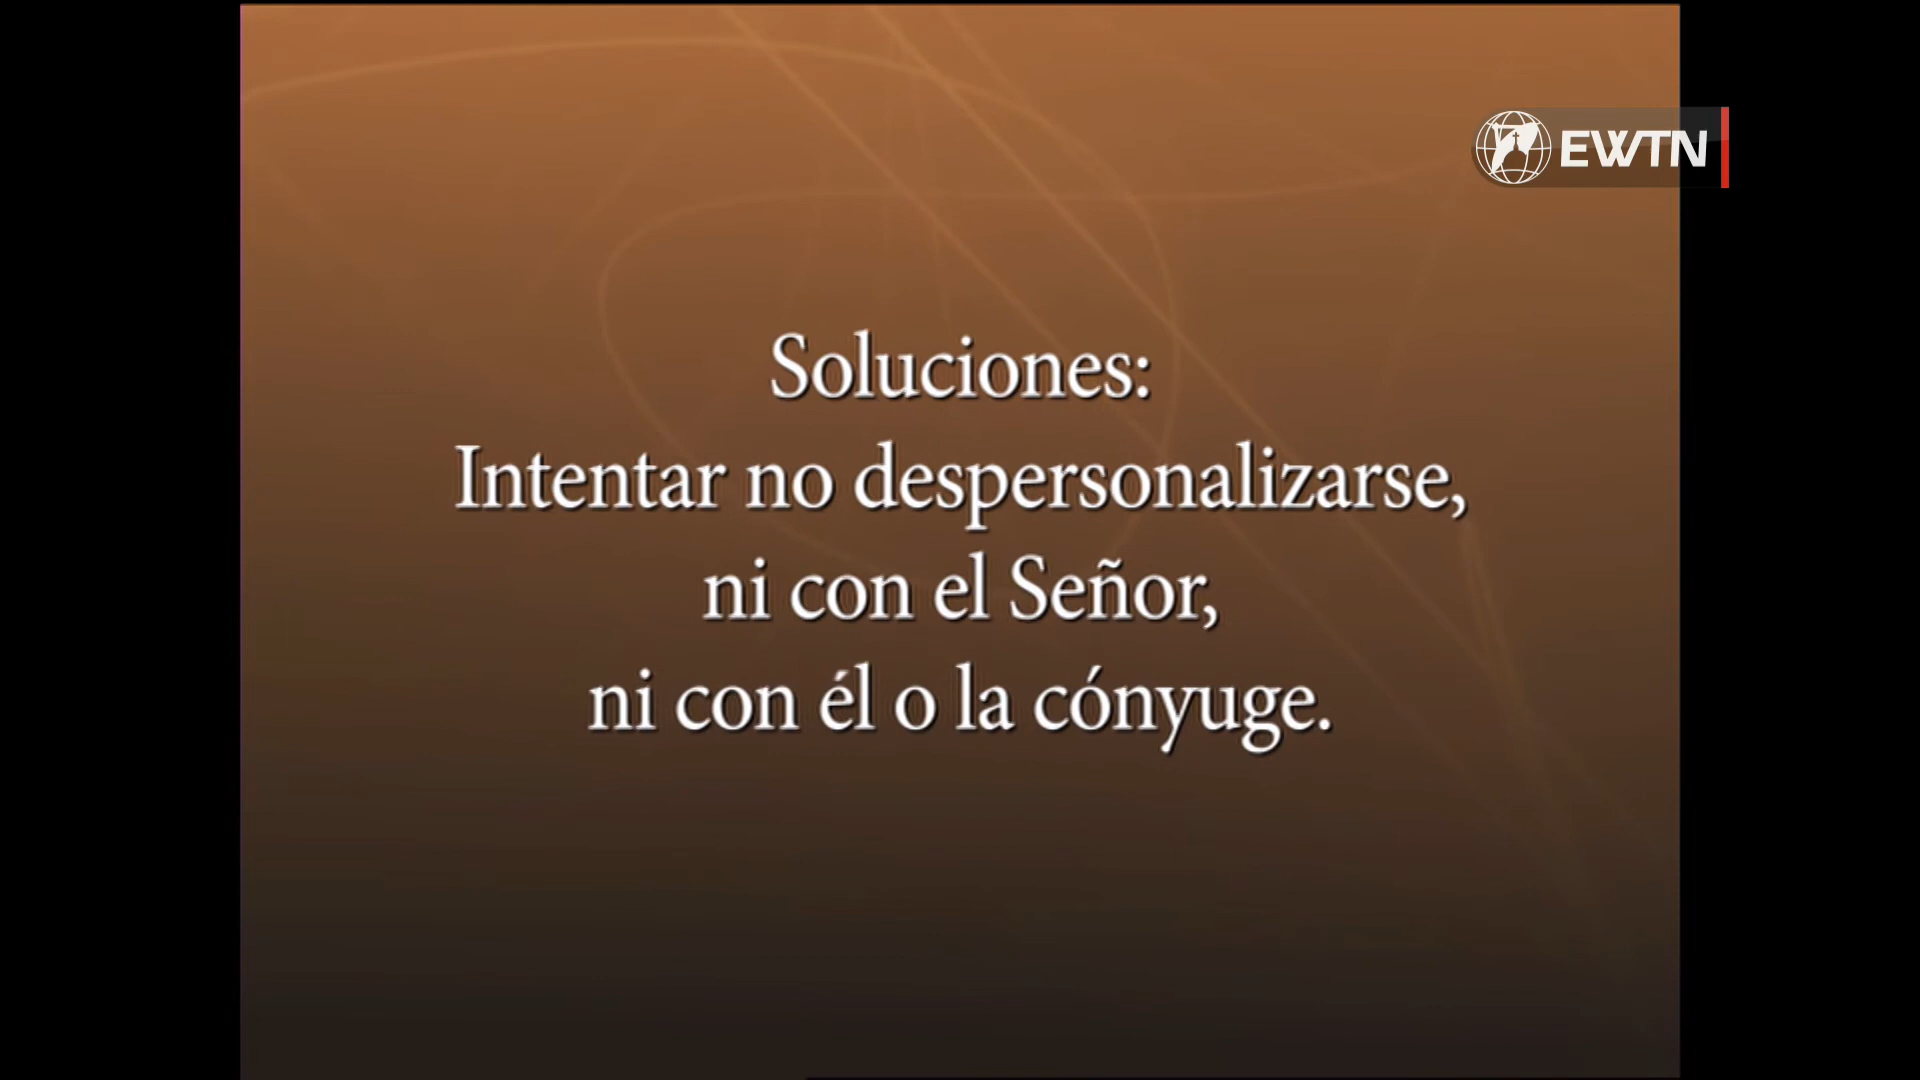 EWTN
Soluciones:
Intentar no despersonalizarse,
ni con el Señor,
ni con él o la cónyuge.